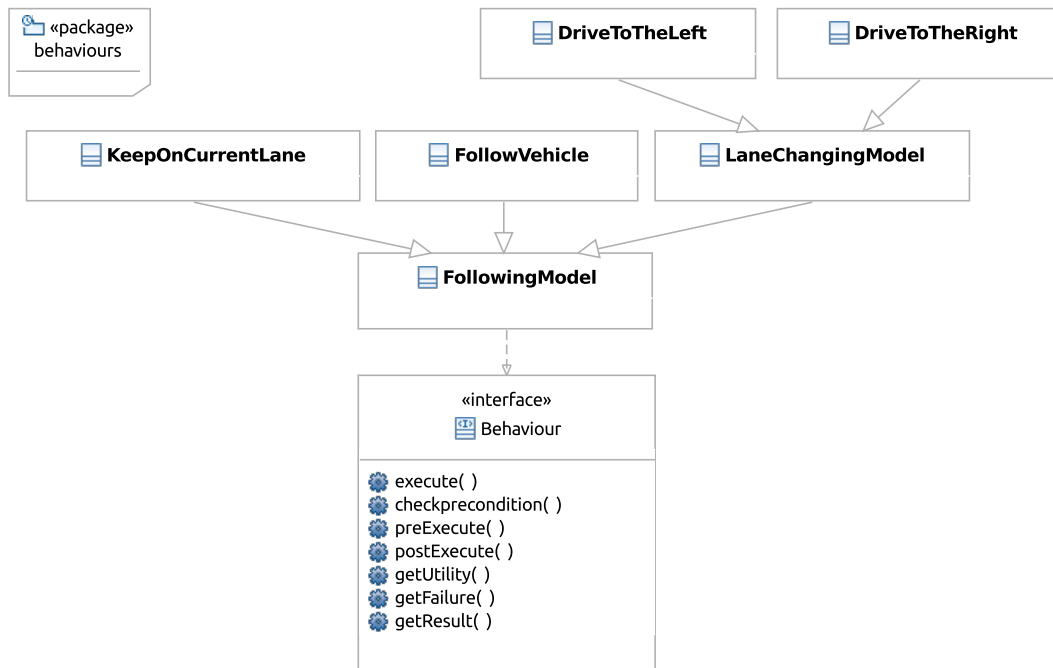 «package»
behaviours
DriveToTheLeft
DriveToTheRight
KeepOnCurrentLane
FollowVehicle
LaneChangingModel
FollowingModel
«interface»
Behaviour
execute( )
checkprecondition( )
preExecute( )
postExecute( )
getUtility( )
getFailure( )
getResult( )